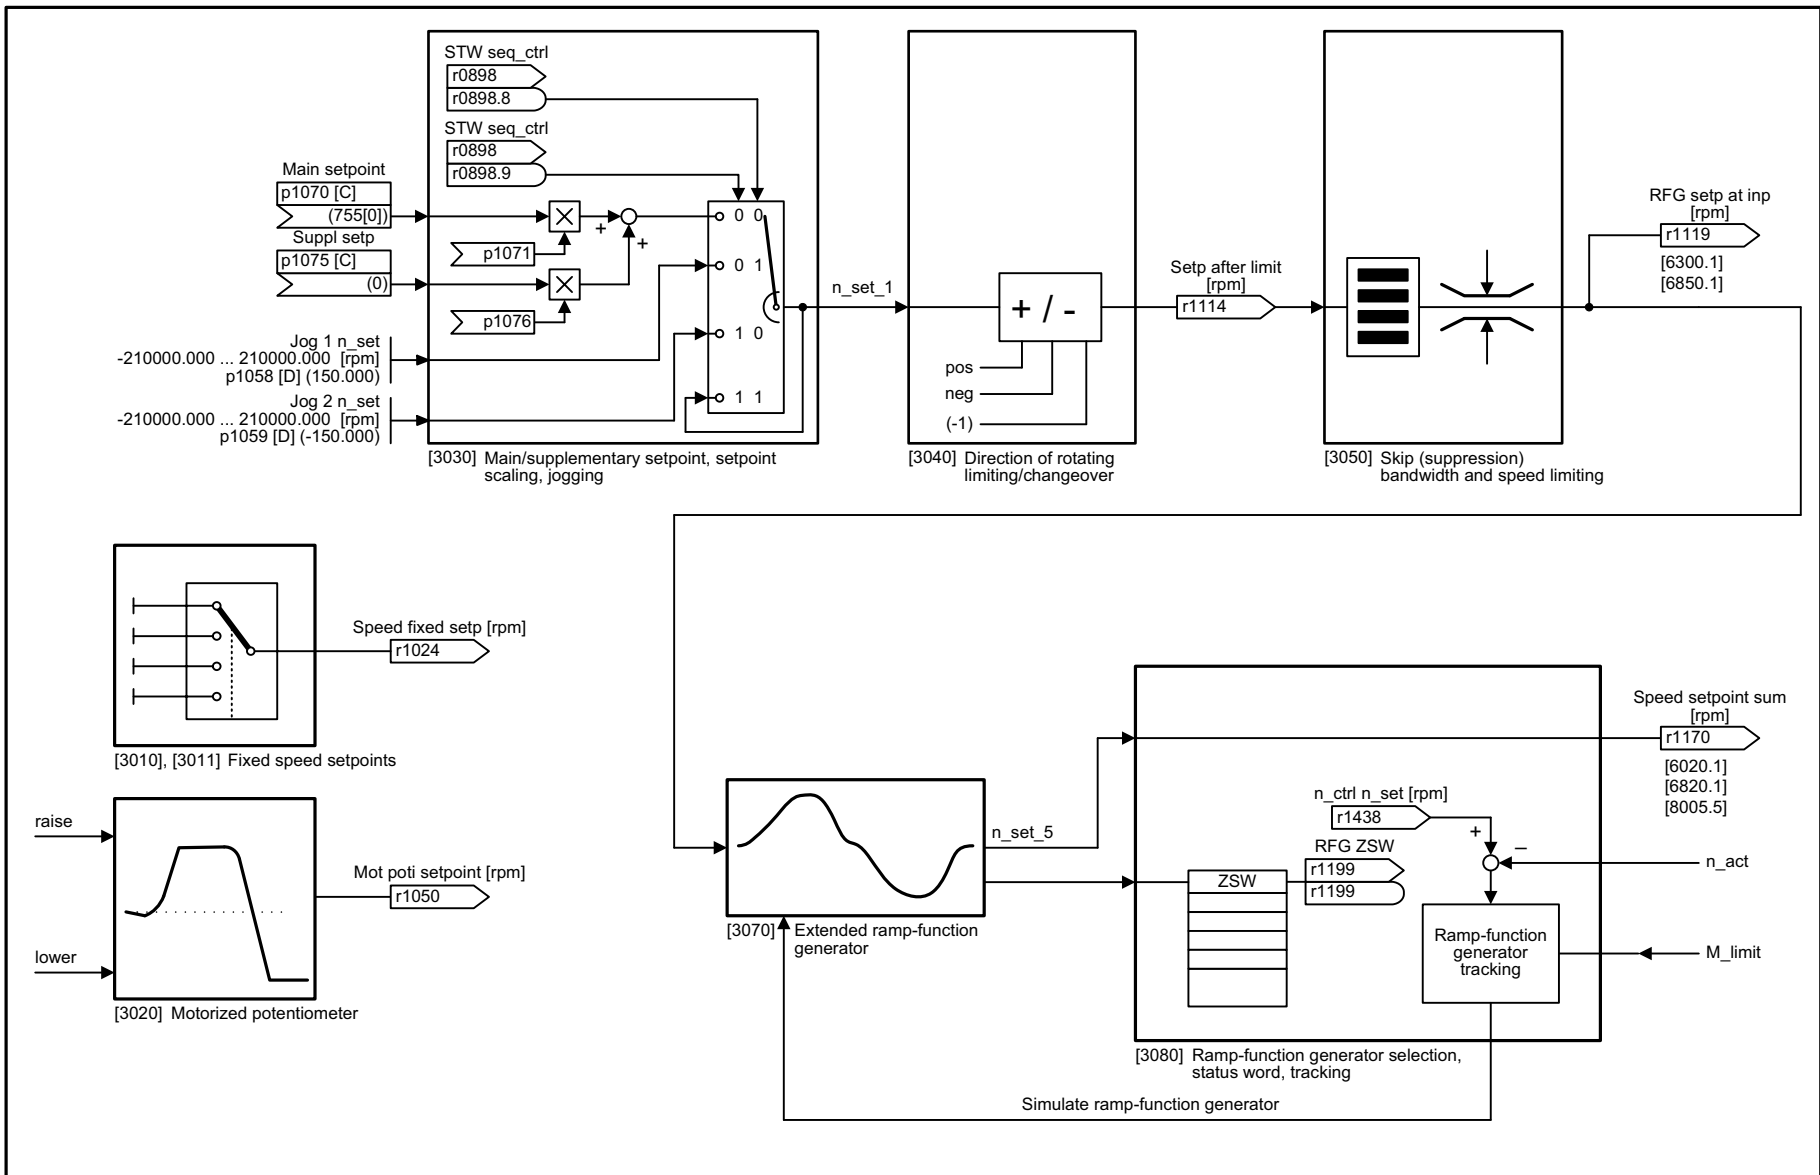 STW seq_ctrl
r0898
r0898.8
STW seq_ctrl
r0898
r0898.9
Main setpoint
p1070 [C]
(755[0])
Suppl setp
p1075 [C]
(0)
p1071
p1076
+
+
0 0
0 1
1 0
1 1
Jog 1 n_set
-210000.000 ... 210000.000 [rpm]
p1058 [D] (150.000)
Jog 2 n_set
-210000.000 ... 210000.000 [rpm]
p1059 [D] (-150.000)
[3030] Main/supplementary setpoint, setpoint
scaling, jogging
n_set_1
+ / -
pos
neg
(-1)
[3040] Direction of rotating
limiting/changeover
Setp after limit
[rpm]
r1114
[3050] Skip (suppression)
bandwidth and speed limiting
RFG setp at inp
[rpm]
r1119
[6300.1]
[6850.1]
Speed fixed setp [rpm]
r1024
[3010], [3011] Fixed speed setpoints
raise
lower
Mot poti setpoint [rpm]
r1050
[3020] Motorized potentiometer
n_set_5
[3070] Extended ramp-function
generator
Speed setpoint sum
[rpm]
r1170
[6020.1]
[6820.1]
[8005.5]
n_ctrl n_set [rpm]
r1438
+
–
n_act
RFG ZSW
r1199
r1199
ZSW
Ramp-function
generator
tracking
M_limit
[3080] Ramp-function generator selection,
status word, tracking
Simulate ramp-function generator